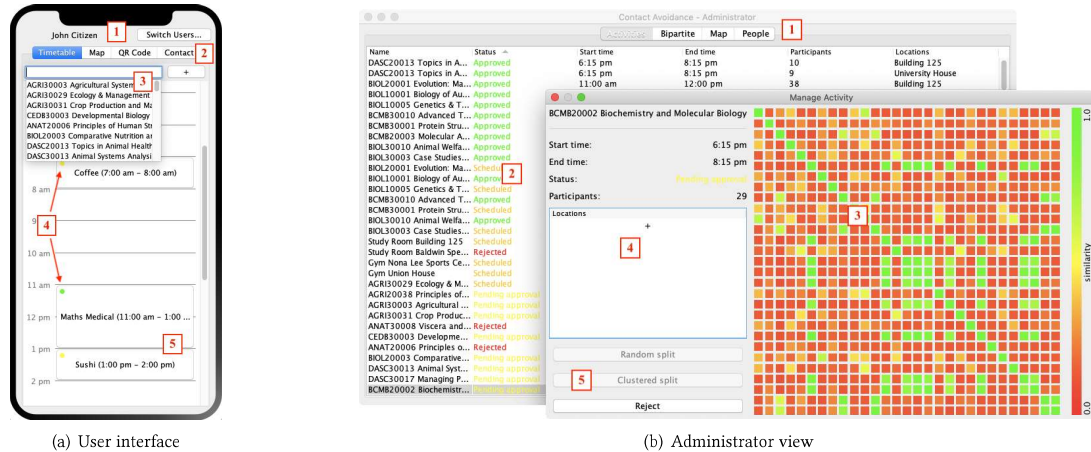 John Citizen
1
Switch Users...
Timetable Map QR Code Contact
2
+
3
AGRI30003 Agricultural System
AGRI30029 Ecology & Management
AGRI30031 Crop Production and Ma
CEDB30003 Developmental Biology
ANAT20006 Principles of Human Str
BIOL20003 Comparative Nutrition an
DASC20013 Topics in Animal Health
DASC30013 Animal Systems Analysi
Coffee (7:00 am – 8:00 am)
8 am
9
4
10 am
11 am
12 pm
Maths Medical (11:00 am – 1:00 ...
1 pm
5
Sushi (1:00 pm – 2:00 pm)
2 pm
(a) User interface
Contact Avoidance - Administrator
Activities Bipartite Map People
1
Name Status Start time End time Participants Locations
DASC20013 Topics in A... Approved 6:15 pm 8:15 pm 10 Building 125
DASC20013 Topics in A... Approved 6:15 pm 8:15 pm 9 University House
BIOL20001 Evolution: Ma... Approved 11:00 am 12:00 pm 38 Building 125
BIOL10001 Biology of Au... Approved
BIOL10005 Genetics & T... Approved
BCMB30010 Advanced T... Approved
BCMB30001 Protein Stru... Approved
BCMB20003 Molecular A... Approved
BIOL30010 Animal Welfa... Approved
BIOL30003 Case Studies... Approved
BIOL20001 Evolution: Ma...
2
BIOL10001 Biology of Au...
BIOL10005 Genetics & T... Scheduled
BCMB30010 Advanced T... Approved
BCMB30001 Protein Stru... Scheduled
BIOL30010 Animal Welfa... Approved
BIOL30003 Case Studies... Scheduled
Study Room Building 125 Scheduled
Study Room Baldwin Spe... Rejected
Gym Nona Lee Sports Ce... Scheduled
Gym Union House Scheduled
AGRI30029 Ecology & M... Scheduled
AGRI20038 Principles of... Pending approval
AGRI30003 Agricultural ... Pending approval
AGRI30031 Crop Produc... Pending approval
ANAT30008 Viscera and... Rejected
CEDB30003 Developme... Pending approval
ANAT20006 Principles o... Rejected
BIOL20003 Comparative... Pending approval
DASC30013 Animal Syst... Pending approval
DASC30017 Managing P... Pending approval
BCMB20002 Biochemistr... Pending approval
Manage Activity
BCMB20002 Biochemistry and Molecular Biology
Start time: 6:15 pm
End time: 8:15 pm
Status: Pending approval
Participants: 29
Locations
+
4
Random split
5
Clustered split
Reject
3
1.0
similarity
0.0
(b) Administrator view